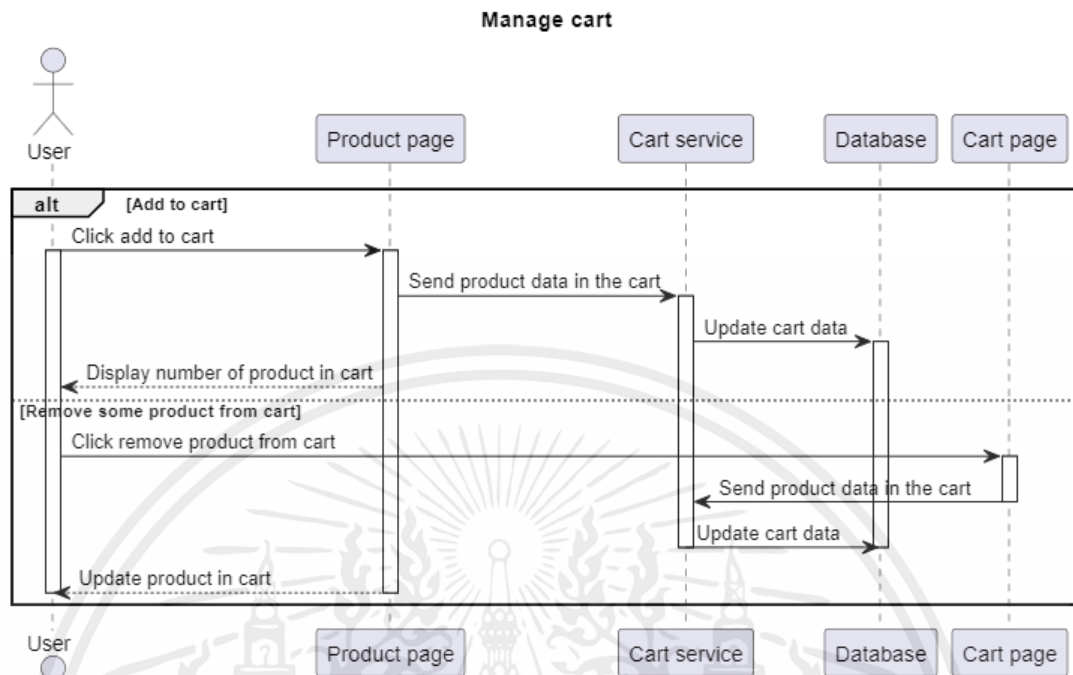 Manage cart
User
Product page
Cart service
Database
Cart page
alt [Add to cart]
Click add to cart
Send product data in the cart
Update cart data
Display number of product in cart
[Remove some product from cart]
Click remove product from cart
Send product data in the cart
Update cart data
Update product in cart
User
Product page
Cart service
Database
Cart page